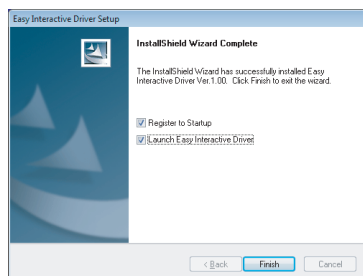 Easy Interactive Driver Setup
InstallShield Wizard Complete
The InstallShield Wizard has successfully installed Easy
Interactive Driver Ver.1.00. Click Finish to exit the wizard.
Register to Startup
Launch Easy Interactive Driver
< Back
Finish
Cancel